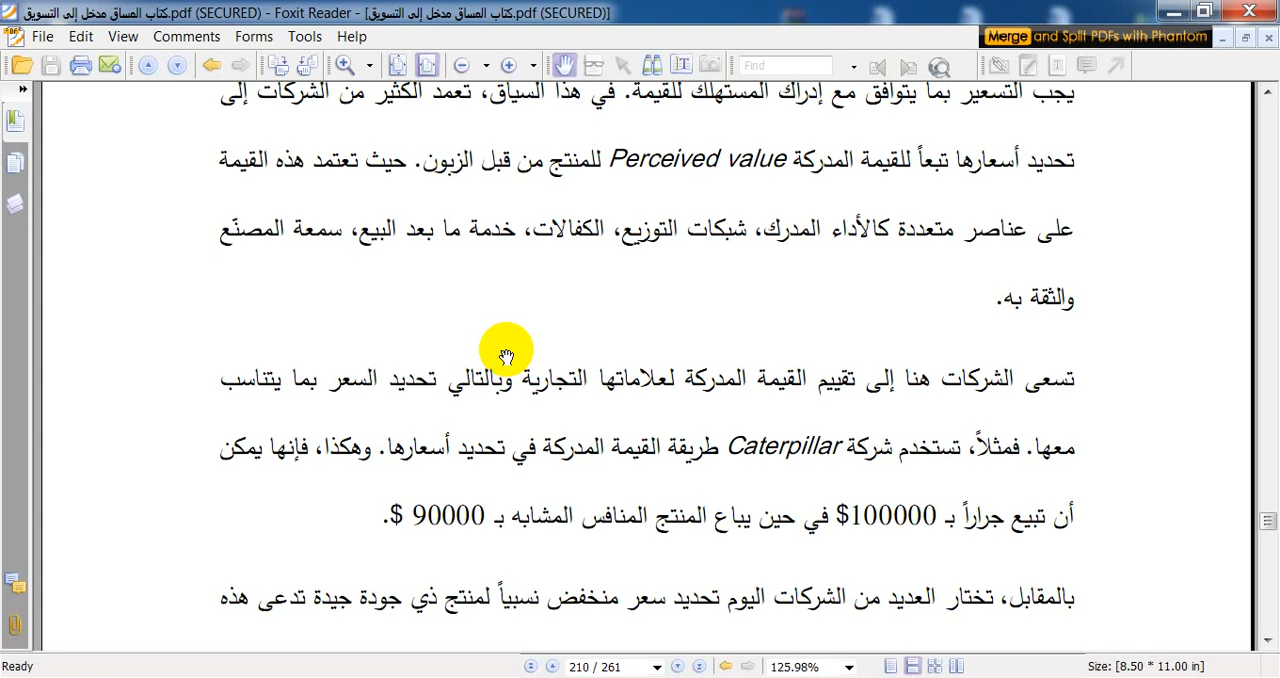 كتاب المساق مدخل إلى التسويق.pdf (SECURED) - Foxit Reader - [كتاب المساق مدخل إلى التسويق.pdf (SECURED)]
File Edit View Comments Forms Tools Help
Merge and Split PDFs with Phantom
Find
يجب التسعير بما يتوافق مع إدراك المستهلك للقيمة. في هذا السياق، تعمد الكثير من الشركات إلى
تحديد أسعارها تبعاً للقيمة المدركة Perceived value للمنتج من قبل الزبون. حيث تعتمد هذه القيمة
على عناصر متعددة كالأداء المدرك، شبكات التوزيع، الكفالات، خدمة ما بعد البيع، سمعة المصنّع
والثقة به.
تسعى الشركات هنا إلى تقييم القيمة المدركة لعلاماتها التجارية وبالتالي تحديد السعر بما يتناسب
معها. فمثلاً، تستخدم شركة Caterpillar طريقة القيمة المدركة في تحديد أسعارها. وهكذا، فإنها يمكن
أن تبيع جراراً بـ 100000$ في حين يباع المنتج المنافس المشابه بـ 90000 $.
بالمقابل، تختار العديد من الشركات اليوم تحديد سعر منخفض نسبياً لمنتج ذي جودة جيدة تدعى هذه
Ready
210 / 261
125.98%
Size: [8.50 * 11.00 in]